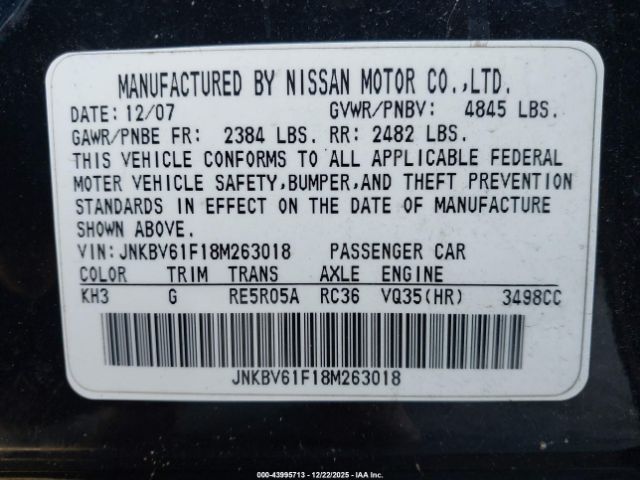 MANUFACTURED BY NISSAN MOTOR CO.,LTD.
DATE: 12/07 GVWR/PNBV: 4845 LBS.
GAWR/PNBE FR: 2384 LBS. RR: 2482 LBS.
THIS VEHICLE CONFORMS TO ALL APPLICABLE FEDERAL
MOTER VEHICLE SAFETY,BUMPER,AND THEFT PREVENTION
STANDARDS IN EFFECT ON THE DATE OF MANUFACTURE
SHOWN ABOVE.
VIN: JNKBV61F18M263018 PASSENGER CAR
COLOR TRIM TRANS AXLE ENGINE
KH3 G RE5R05A RC36 VQ35(HR) 3498CC
JNKBV61F18M263018
000-43995713 - 12/22/2025 - IAAI.COM